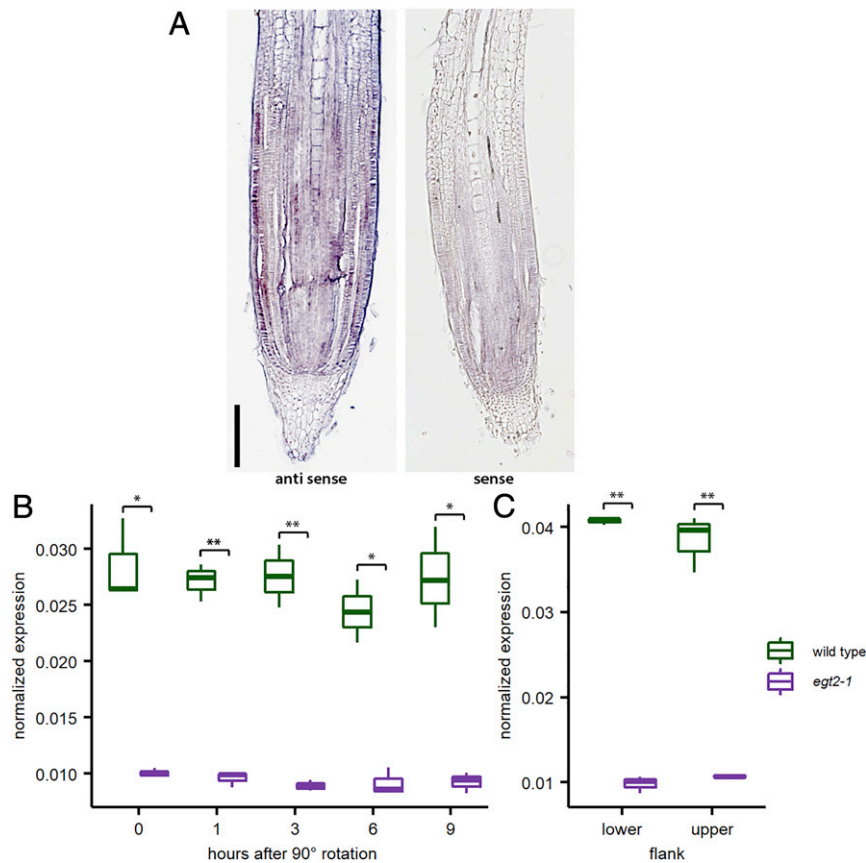 A
anti sense
sense
B
normalized expression
0.030
0.025
0.020
0.015
0.010
*
**
**
*
*
0
1
3
6
9
hours after 90° rotation
C
normalized expression
0.04
0.03
0.02
0.01
**
**
lower
upper
flank
wild type
egt2-1